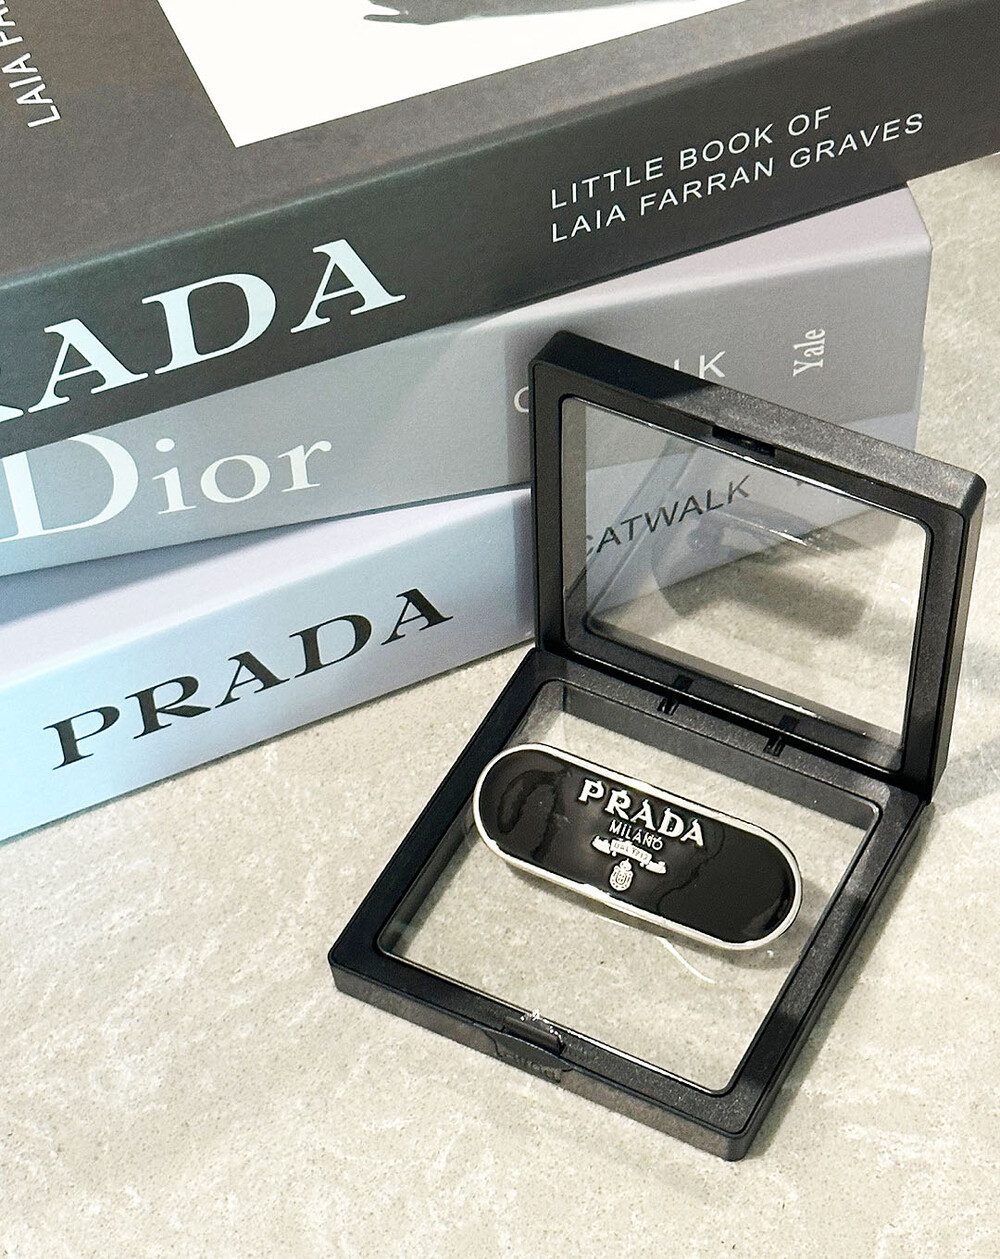 LAIA FA
LITTLE BOOK OF
LAIA FARRAN GRAVES
RADA
Dior
Yale
CATWALK
PRADA
PRADA
MILANO